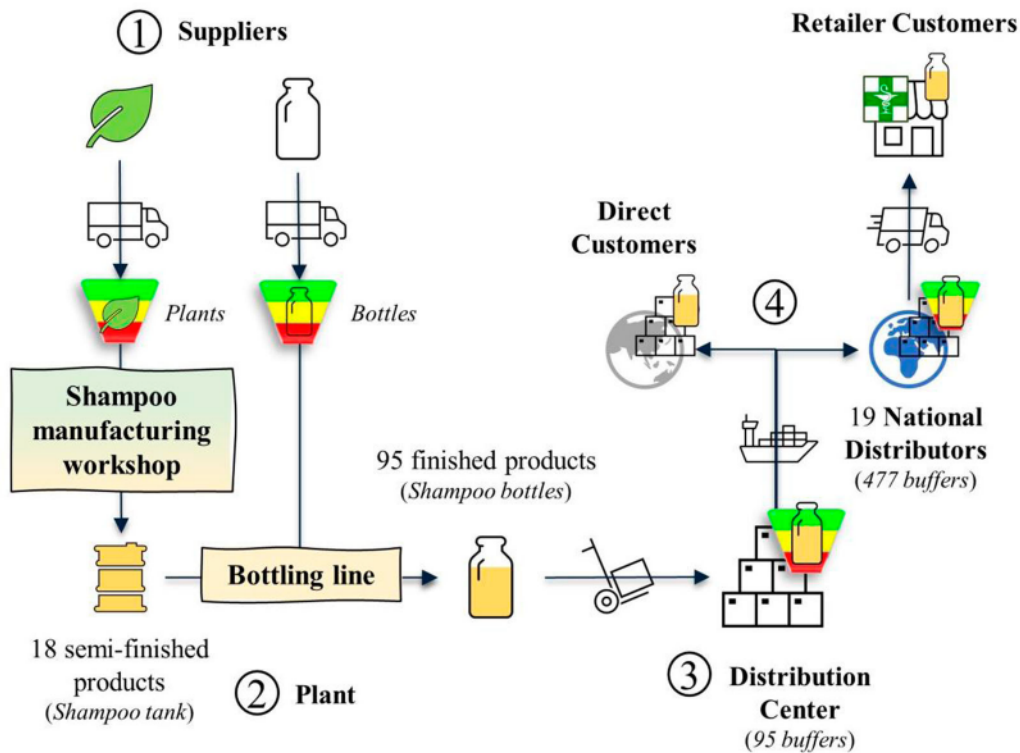 ① Suppliers
Retailer Customers
Direct
Customers
④
Plants
Bottles
Shampoo
manufacturing
workshop
19 National
Distributors
(477 buffers)
95 finished products
(Shampoo bottles)
Bottling line
18 semi-finished
products
(Shampoo tank)
② Plant
③ Distribution
Center
(95 buffers)